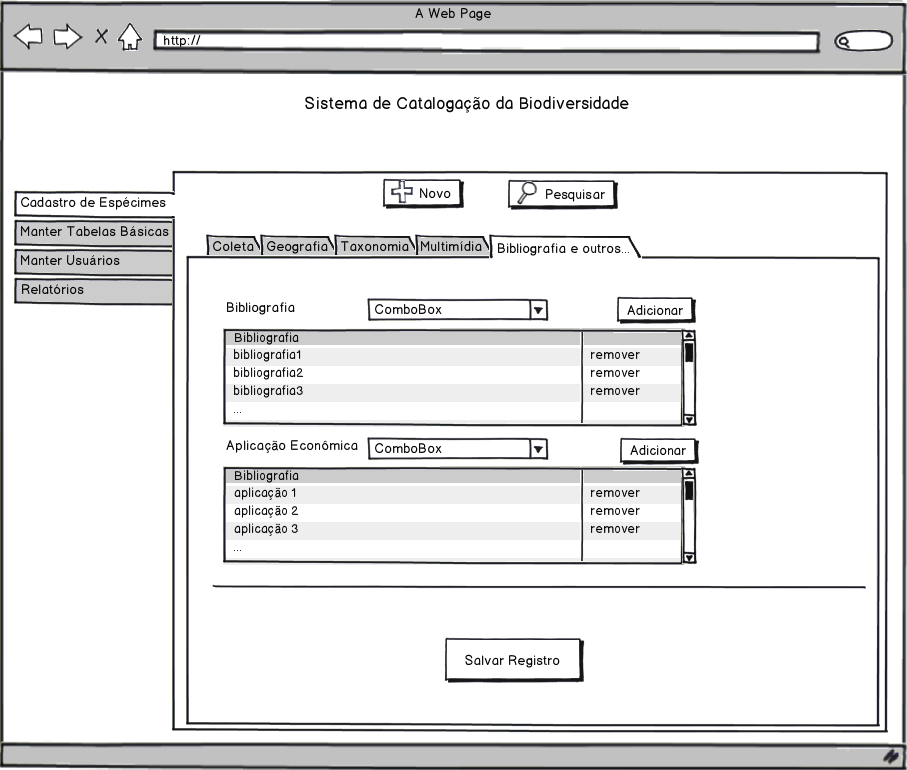 A Web Page
http://
Sistema de Catalogação da Biodiversidade
Novo
Pesquisar
Cadastro de Espécimes
Manter Tabelas Básicas
Manter Usuários
Relatórios
Coleta Geografia Taxonomia Multimídia Bibliografia e outros...
Bibliografia ComboBox Adicionar
Bibliografia
bibliografia1 remover
bibliografia2 remover
bibliografia3 remover
...
Aplicação Econômica ComboBox Adicionar
Bibliografia
aplicação 1 remover
aplicação 2 remover
aplicação 3 remover
...
Salvar Registro